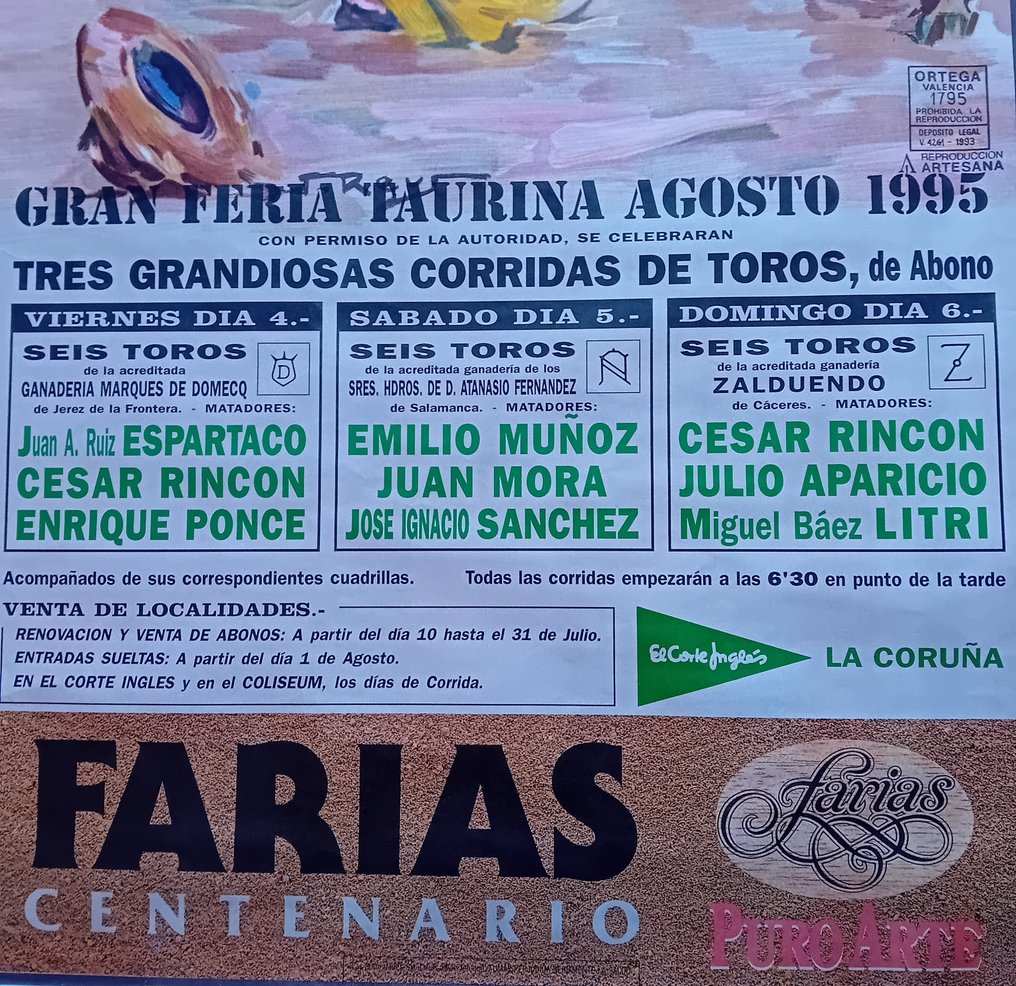 ORTEGA
VALENCIA
1795
PROHIBIDA LA
REPRODUCCION
DEPOSITO LEGAL
V. 4261 - 1993
REPRODUCCION
ARTESANA
GRAN FERIA TAURINA AGOSTO 1995
CON PERMISO DE LA AUTORIDAD, SE CELEBRARAN
TRES GRANDIOSAS CORRIDAS DE TOROS, de Abono
VIERNES DIA 4.-
SEIS TOROS
de la acreditada
GANADERIA MARQUES DE DOMECQ
de Jerez de la Frontera. - MATADORES:
Juan A. Ruiz ESPARTACO
CESAR RINCON
ENRIQUE PONCE
SABADO DIA 5.-
SEIS TOROS
de la acreditada ganadería de los
SRES. HDROS. DE D. ATANASIO FERNANDEZ
de Salamanca. - MATADORES:
EMILIO MUÑOZ
JUAN MORA
JOSE IGNACIO SANCHEZ
DOMINGO DIA 6.-
SEIS TOROS
de la acreditada ganadería
ZALDUENDO
de Cáceres. - MATADORES:
CESAR RINCON
JULIO APARICIO
Miguel Báez LITRI
Acompañados de sus correspondientes cuadrillas. Todas las corridas empezarán a las 6'30 en punto de la tarde
VENTA DE LOCALIDADES.-
RENOVACION Y VENTA DE ABONOS: A partir del día 10 hasta el 31 de Julio.
ENTRADAS SUELTAS: A partir del día 1 de Agosto.
EN EL CORTE INGLES y en el COLISEUM, los días de Corrida.
El Corte Inglés
LA CORUÑA
FARIAS
CENTENARIO
farias
PURO ARTE